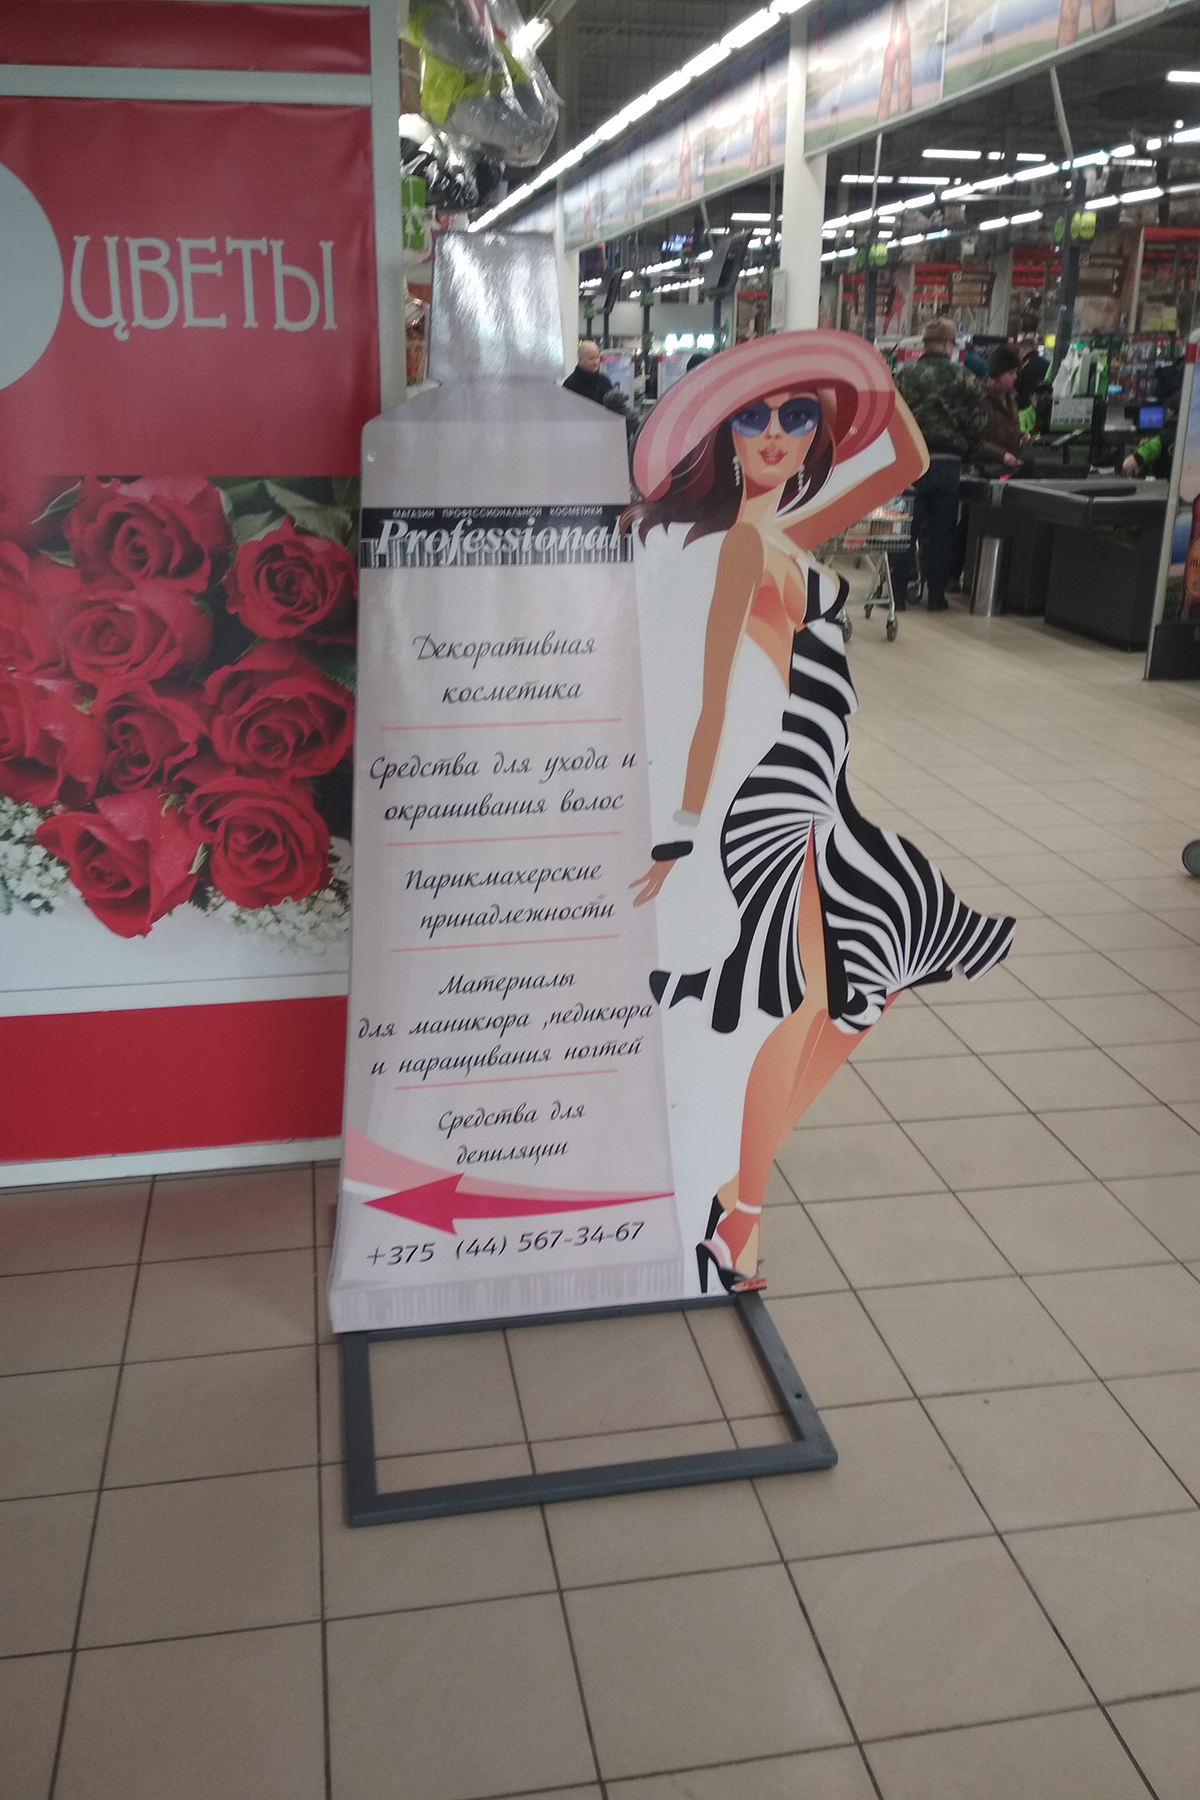 ЦВЕТЫ
МАГАЗИН ПРОФЕССИОНАЛЬНОЙ КОСМЕТИКИ
Professional
Декоративная
косметика
Средства для ухода и
окрашивания волос
Парикмахерские
принадлежности
Материалы
для маникюра ,педикюра
и наращивания ногтей
Средства для
депиляции
+375 (44) 567-34-67